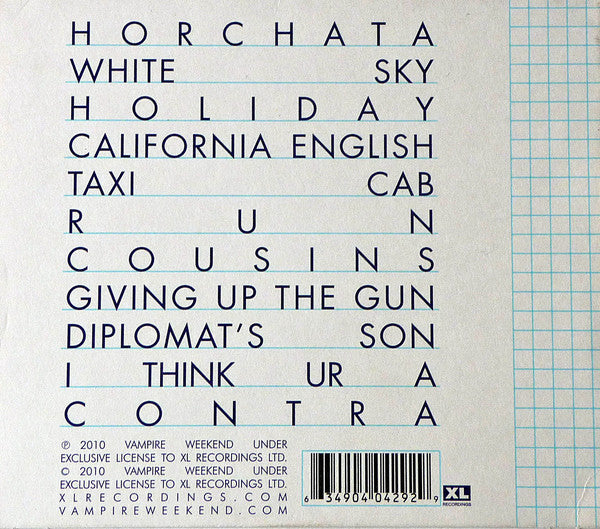 HORCHATA
WHITE SKY
HOLIDAY
CALIFORNIA ENGLISH
TAXI CAB
RUN
COUSINS
GIVING UP THE GUN
DIPLOMAT'S SON
I THINK UR A
CONTRA
℗ 2010 VAMPIRE WEEKEND UNDER
EXCLUSIVE LICENSE TO XL RECORDINGS LTD.
© 2010 VAMPIRE WEEKEND UNDER
EXCLUSIVE LICENSE TO XL RECORDINGS LTD.
XLRECORDINGS.COM
VAMPIREWEEKEND.COM
6 34904 04292 9
XL
RECORDINGS